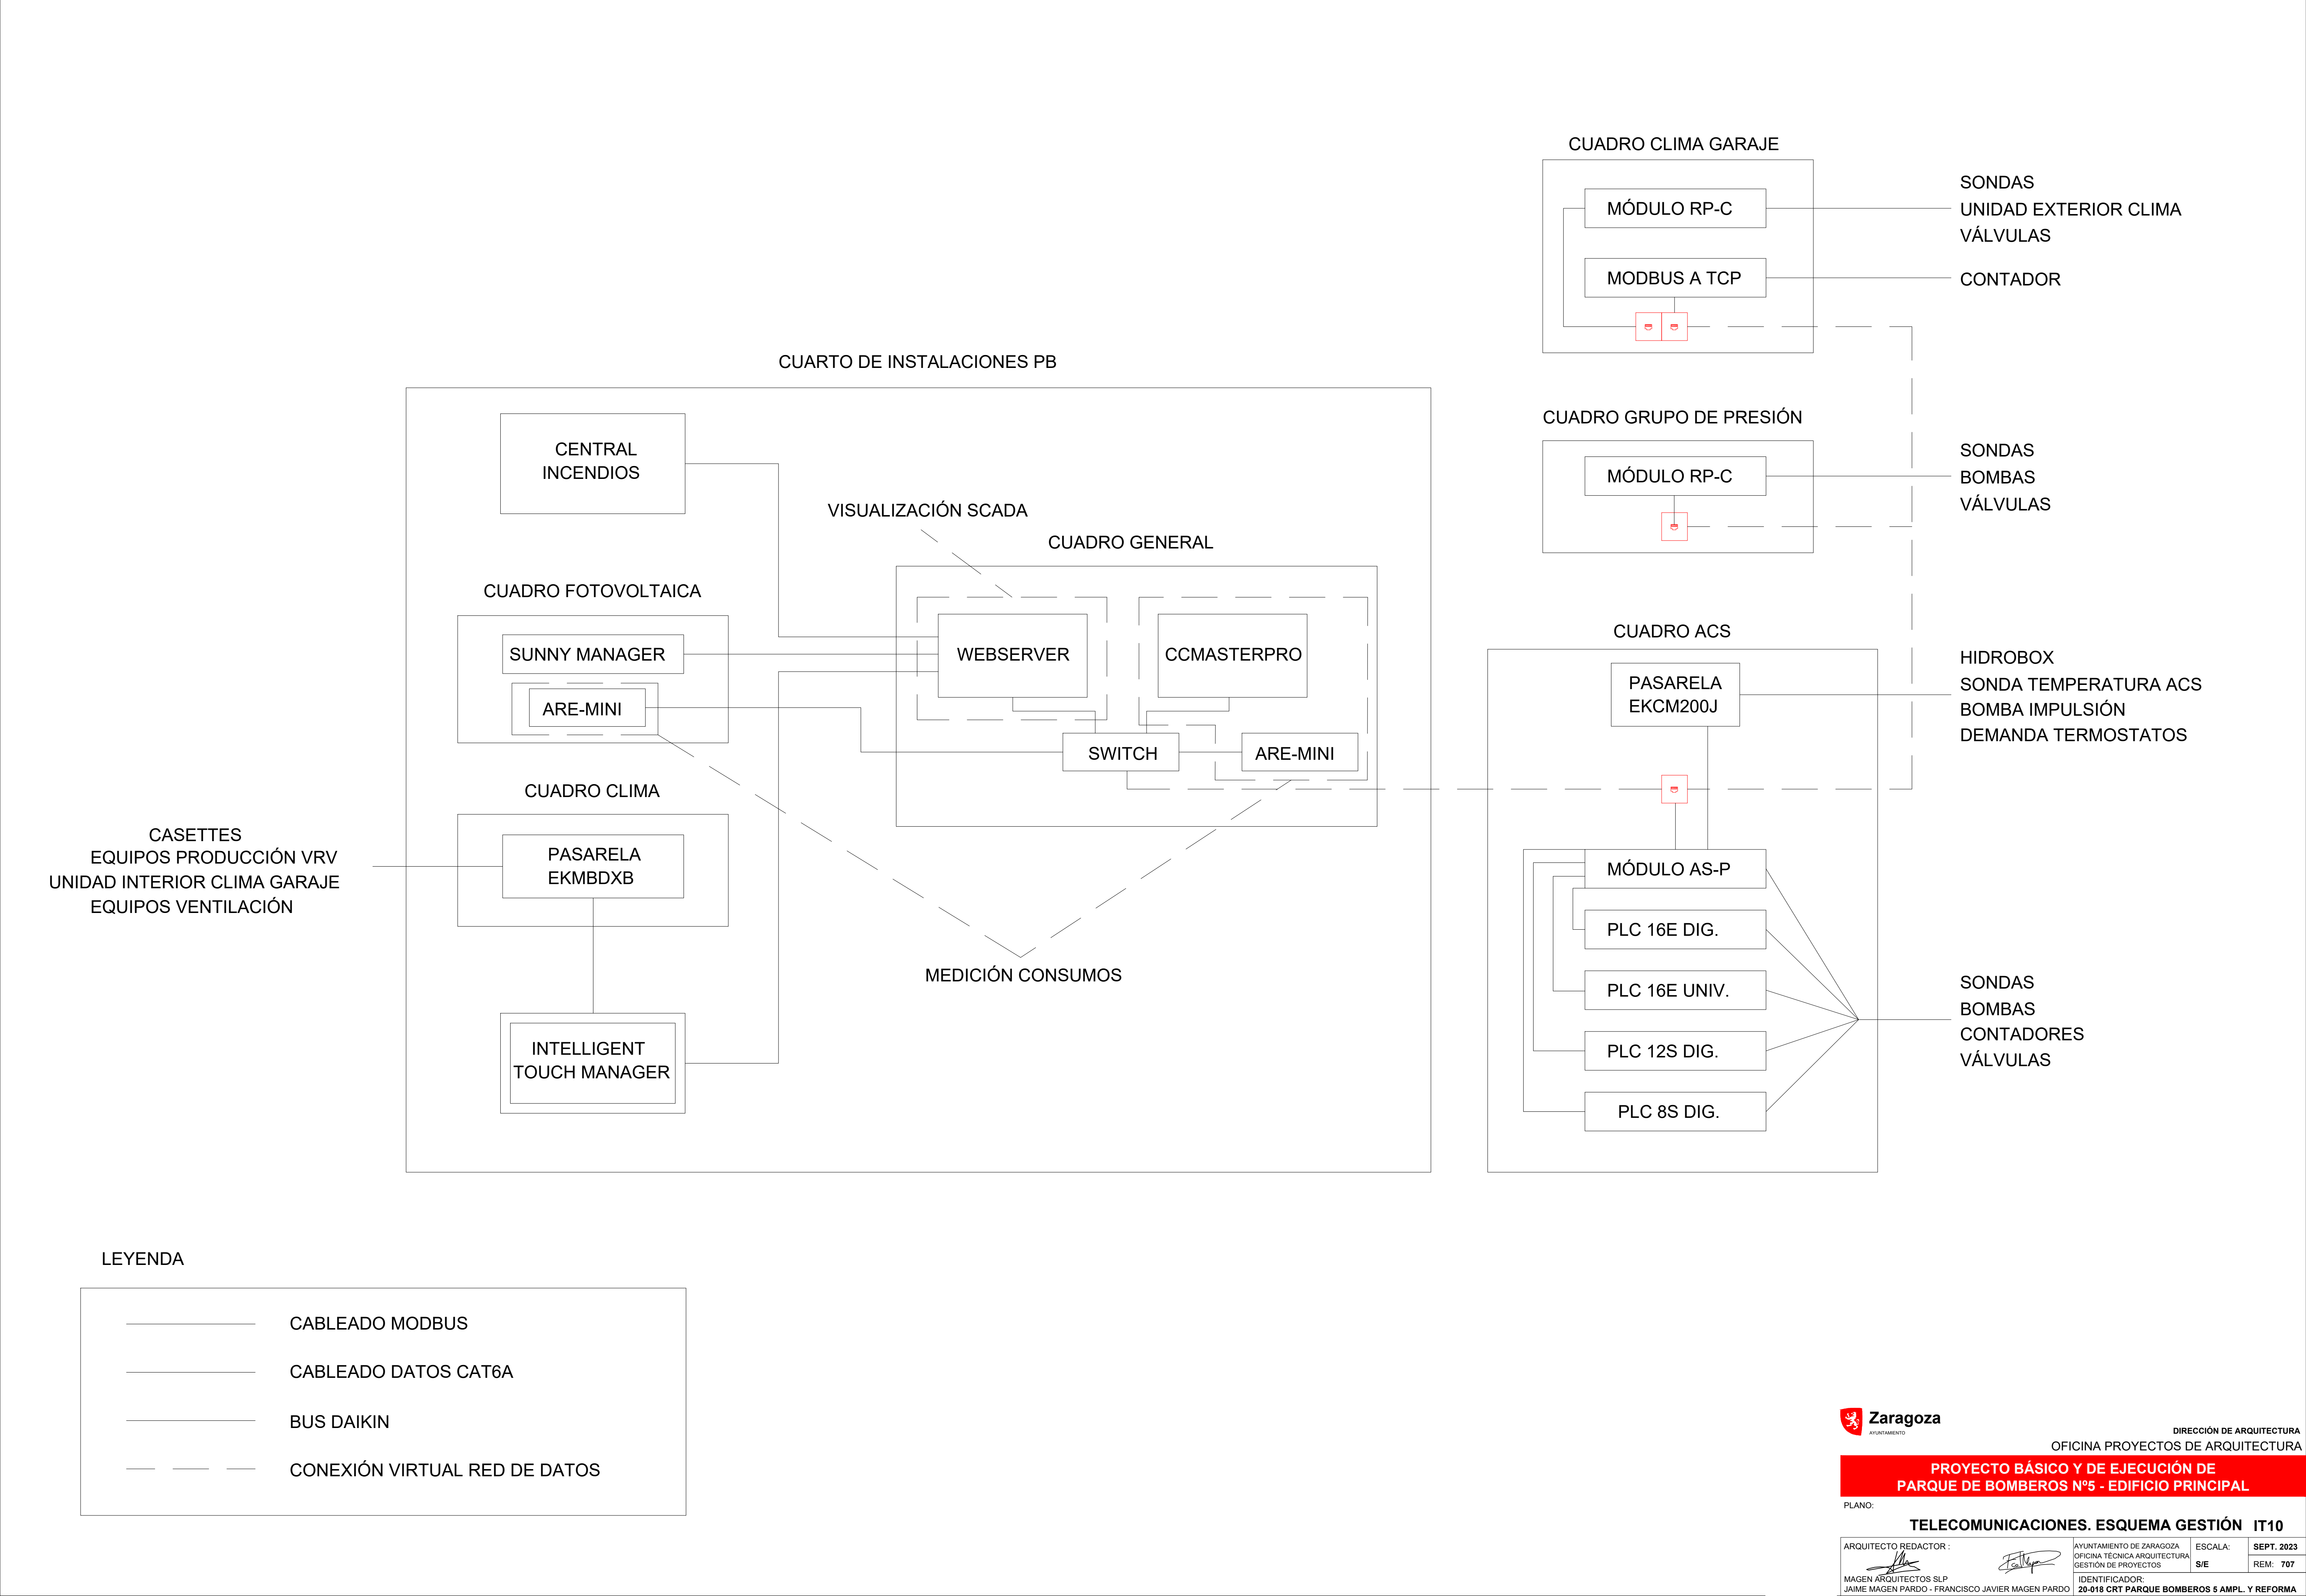 CUADRO CLIMA GARAJE
MÓDULO RP-C
MODBUS A TCP
SONDAS
UNIDAD EXTERIOR CLIMA
VÁLVULAS
CONTADOR
CUARTO DE INSTALACIONES PB
CENTRAL
INCENDIOS
VISUALIZACIÓN SCADA
CUADRO GENERAL
CUADRO FOTOVOLTAICA
SUNNY MANAGER
ARE-MINI
WEBSERVER
CCMASTERPRO
SWITCH
ARE-MINI
CUADRO CLIMA
PASARELA
EKMBDXB
CASETTES
EQUIPOS PRODUCCIÓN VRV
UNIDAD INTERIOR CLIMA GARAJE
EQUIPOS VENTILACIÓN
MEDICIÓN CONSUMOS
INTELLIGENT
TOUCH MANAGER
CUADRO GRUPO DE PRESIÓN
MÓDULO RP-C
SONDAS
BOMBAS
VÁLVULAS
CUADRO ACS
PASARELA
EKCM200J
HIDROBOX
SONDA TEMPERATURA ACS
BOMBA IMPULSIÓN
DEMANDA TERMOSTATOS
MÓDULO AS-P
PLC 16E DIG.
PLC 16E UNIV.
PLC 12S DIG.
PLC 8S DIG.
SONDAS
BOMBAS
CONTADORES
VÁLVULAS
LEYENDA
CABLEADO MODBUS
CABLEADO DATOS CAT6A
BUS DAIKIN
CONEXIÓN VIRTUAL RED DE DATOS
Zaragoza
AYUNTAMIENTO
DIRECCIÓN DE ARQUITECTURA
OFICINA PROYECTOS DE ARQUITECTURA
PROYECTO BÁSICO Y DE EJECUCIÓN DE
PARQUE DE BOMBEROS Nº5 - EDIFICIO PRINCIPAL
PLANO:
TELECOMUNICACIONES. ESQUEMA GESTIÓN IT10
ARQUITECTO REDACTOR :
MAGEN ARQUITECTOS SLP
JAIME MAGEN PARDO - FRANCISCO JAVIER MAGEN PARDO
AYUNTAMIENTO DE ZARAGOZA
OFICINA TÉCNICA ARQUITECTURA
GESTIÓN DE PROYECTOS
ESCALA:
S/E
SEPT. 2023
REM: 707
IDENTIFICADOR:
20-018 CRT PARQUE BOMBEROS 5 AMPL. Y REFORMA